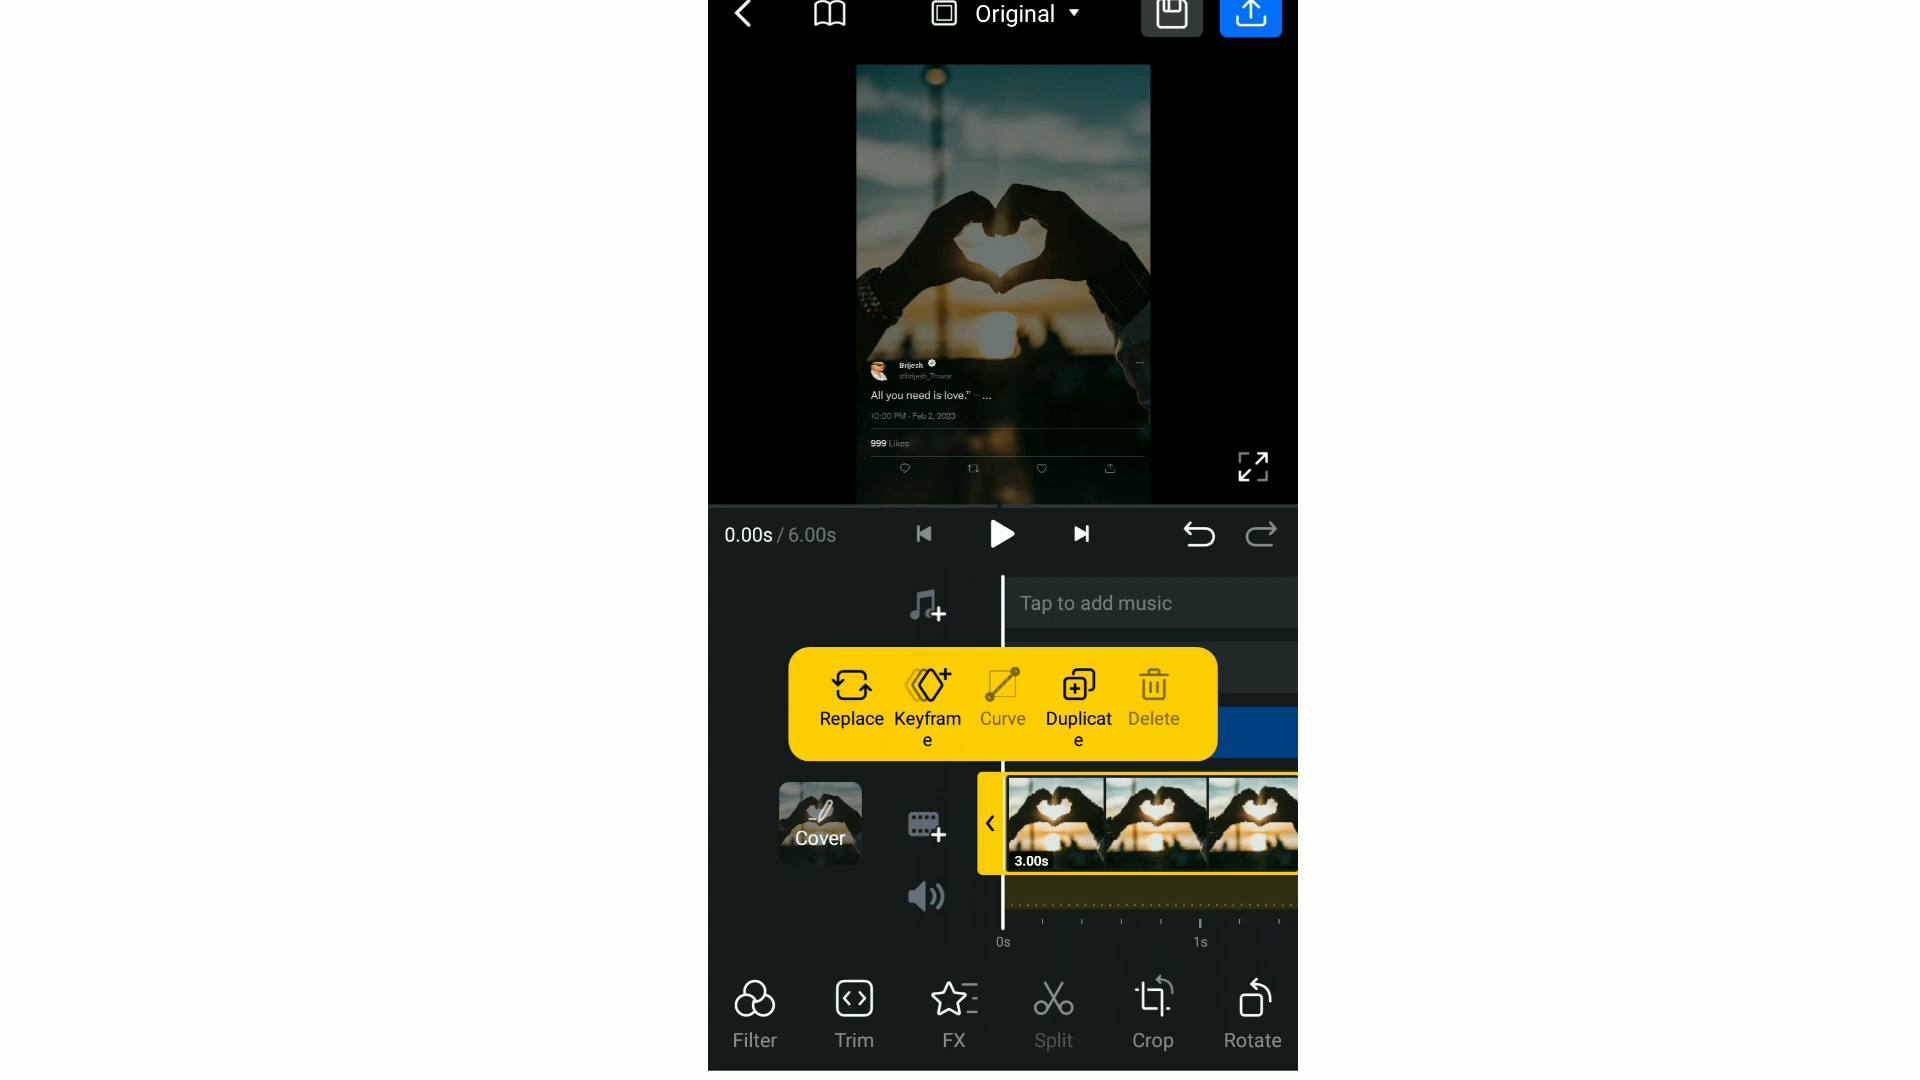 Original
Brijesh
@brijesh_Thavar
All you need is love.” – ...
10:00 PM · Feb 2, 2023
999 Likes
0.00s / 6.00s
Tap to add music
Replace
Keyfram
e
Curve
Duplicat
e
Delete
Cover
3.00s
0s
1s
Filter
Trim
FX
Split
Crop
Rotate